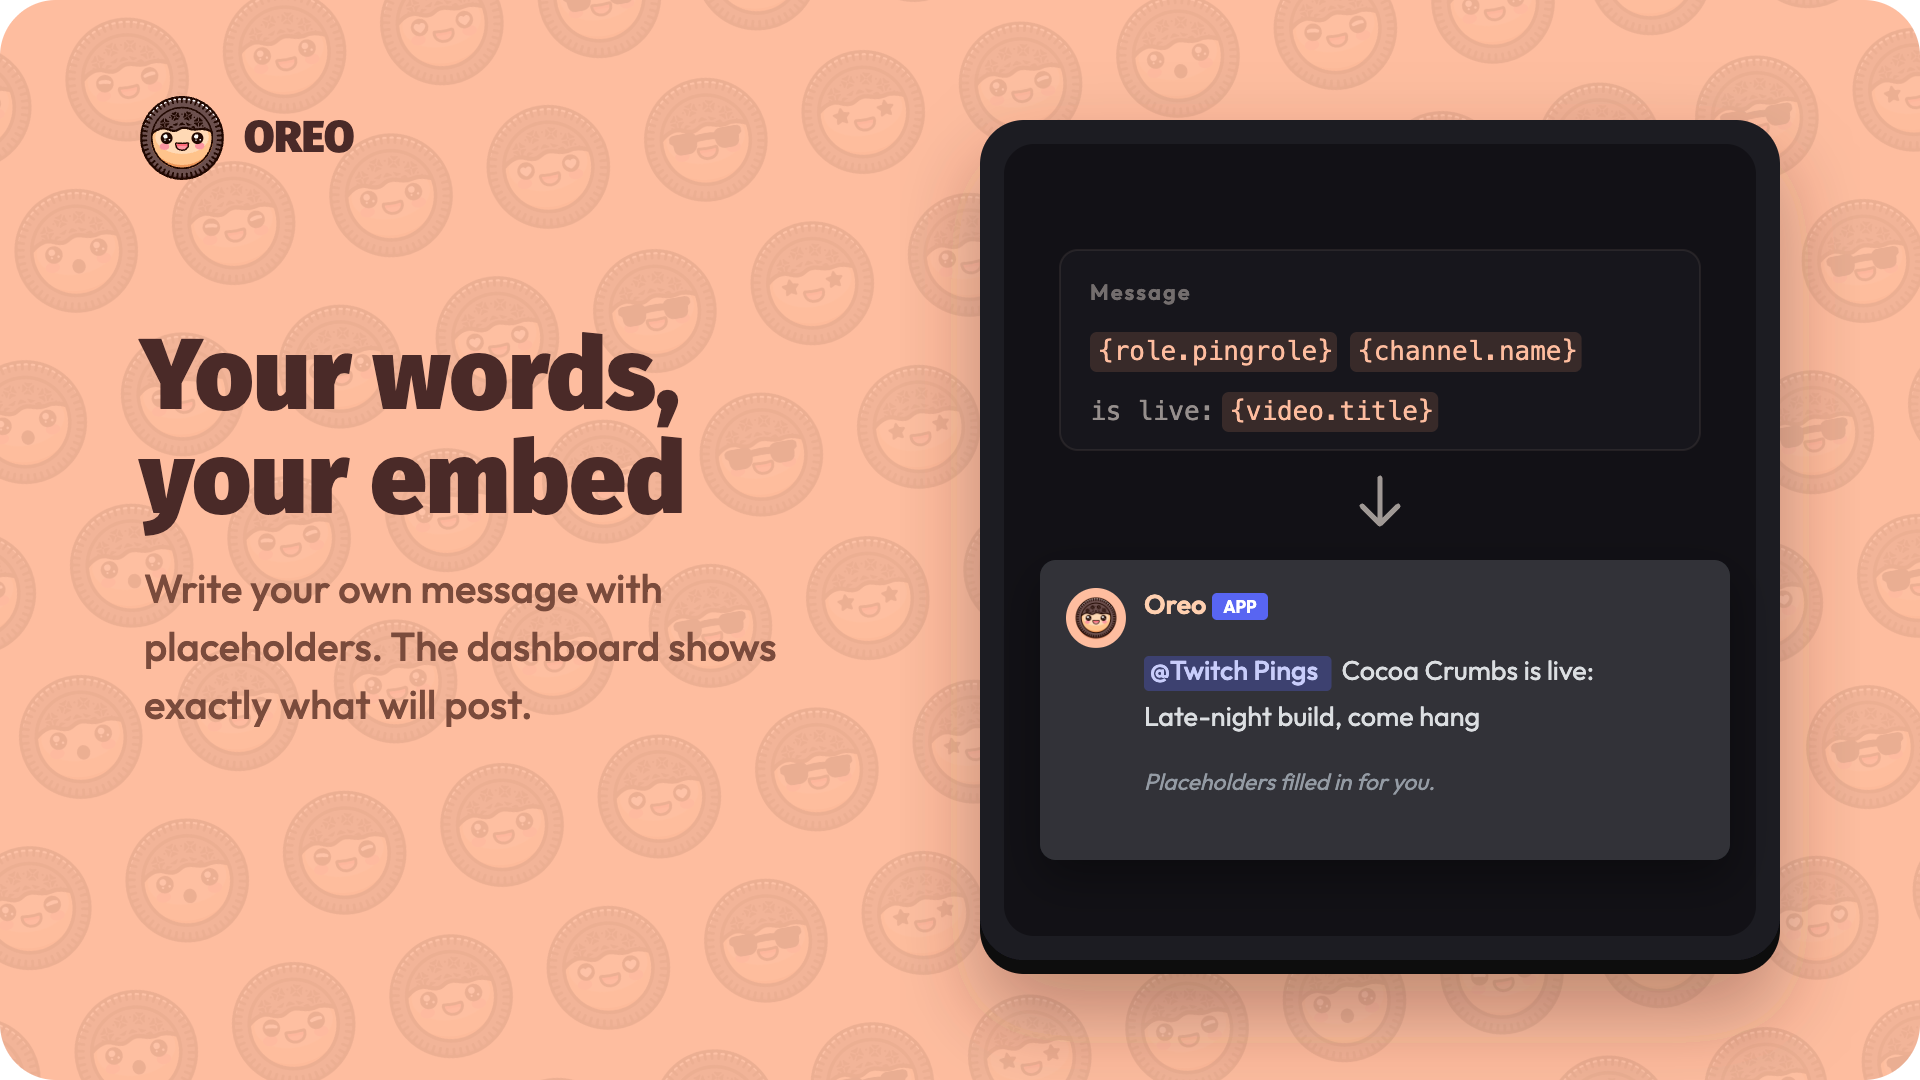 OREO
Your words,
your embed
Write your own message with
placeholders. The dashboard shows
exactly what will post.
Message
{role.pingrole} {channel.name}
is live: {video.title}
Oreo APP
@Twitch Pings Cocoa Crumbs is live:
Late-night build, come hang
Placeholders filled in for you.